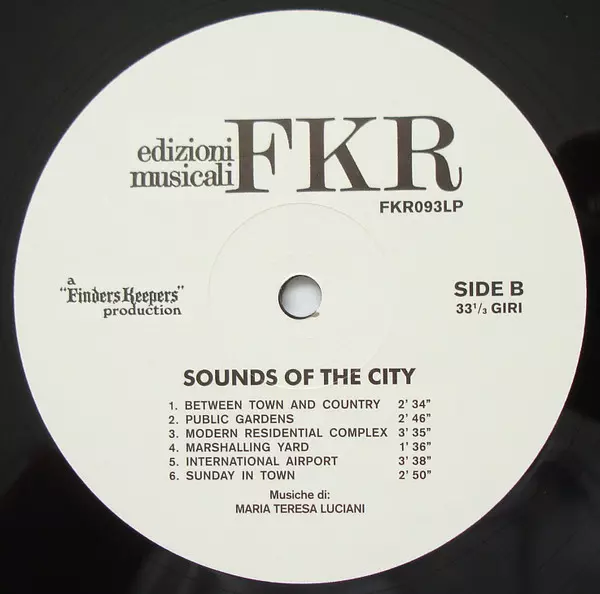 edizioni
musicali
FKR
FKR093LP
a
"Finders Keepers"
production
SIDE B
33 1/3 GIRI
SOUNDS OF THE CITY
1. BETWEEN TOWN AND COUNTRY 2' 34"
2. PUBLIC GARDENS 2' 46"
3. MODERN RESIDENTIAL COMPLEX 3' 35"
4. MARSHALLING YARD 1' 36"
5. INTERNATIONAL AIRPORT 3' 38"
6. SUNDAY IN TOWN 2' 50"
Musiche di:
MARIA TERESA LUCIANI